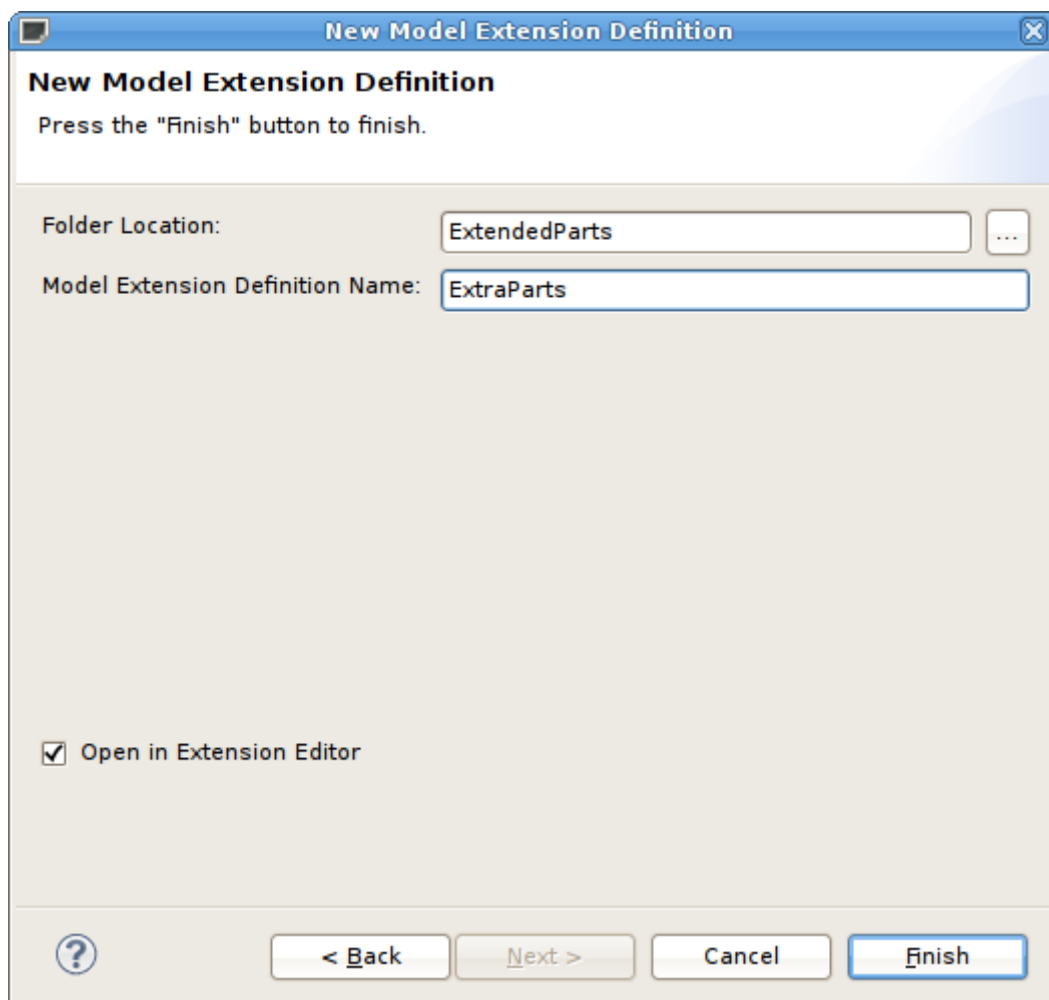 New Model Extension Definition
New Model Extension Definition
Press the "Finish" button to finish.
Folder Location: ExtendedParts ...
Model Extension Definition Name: ExtraParts
Open in Extension Editor
? < Back Next > Cancel Finish